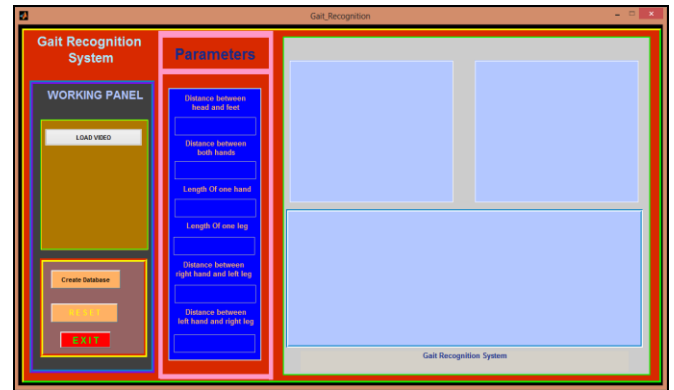 Gait_Recognition
Gait Recognition
System
WORKING PANEL
LOAD VIDEO
Create Database
RESET
EXIT
Parameters
Distance between
head and feet
Distance between
both hands
Length Of one hand
Length Of one leg
Distance between
right hand and left leg
Distance between
left hand and right leg
Gait Recognition System